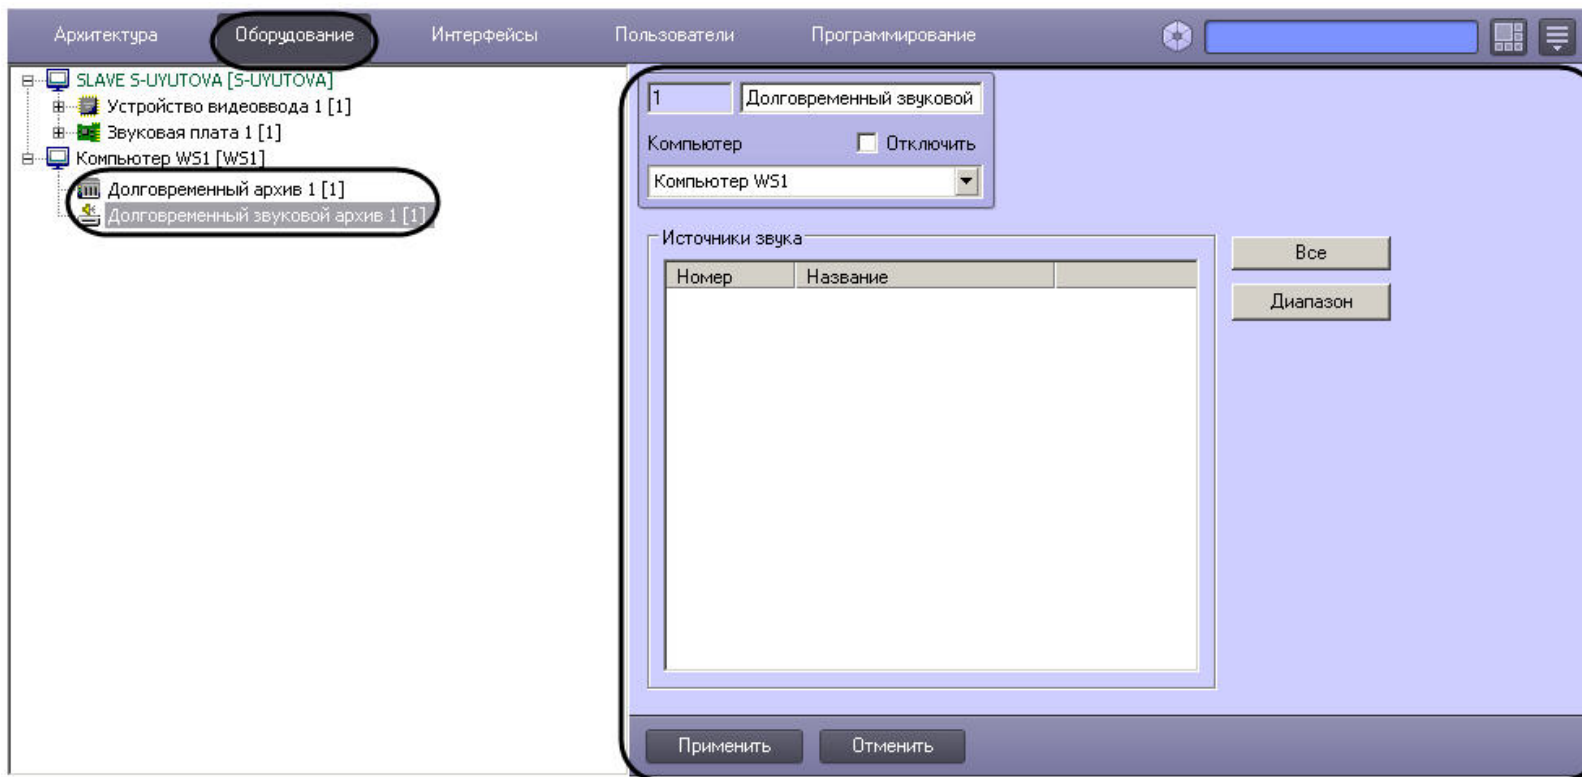 Архитектура Оборудование Интерфейсы Пользователи Программирование
SLAVE S-UYUTOVA [S-UYUTOVA]
Устройство видеоввода 1 [1]
Звуковая плата 1 [1]
Компьютер WS1 [WS1]
Долговременный архив 1 [1]
Долговременный звуковой архив 1 [1]
1 Долговременный звуковой
Компьютер Отключить
Компьютер WS1
Источники звука
Номер Название
Все
Диапазон
Применить Отменить